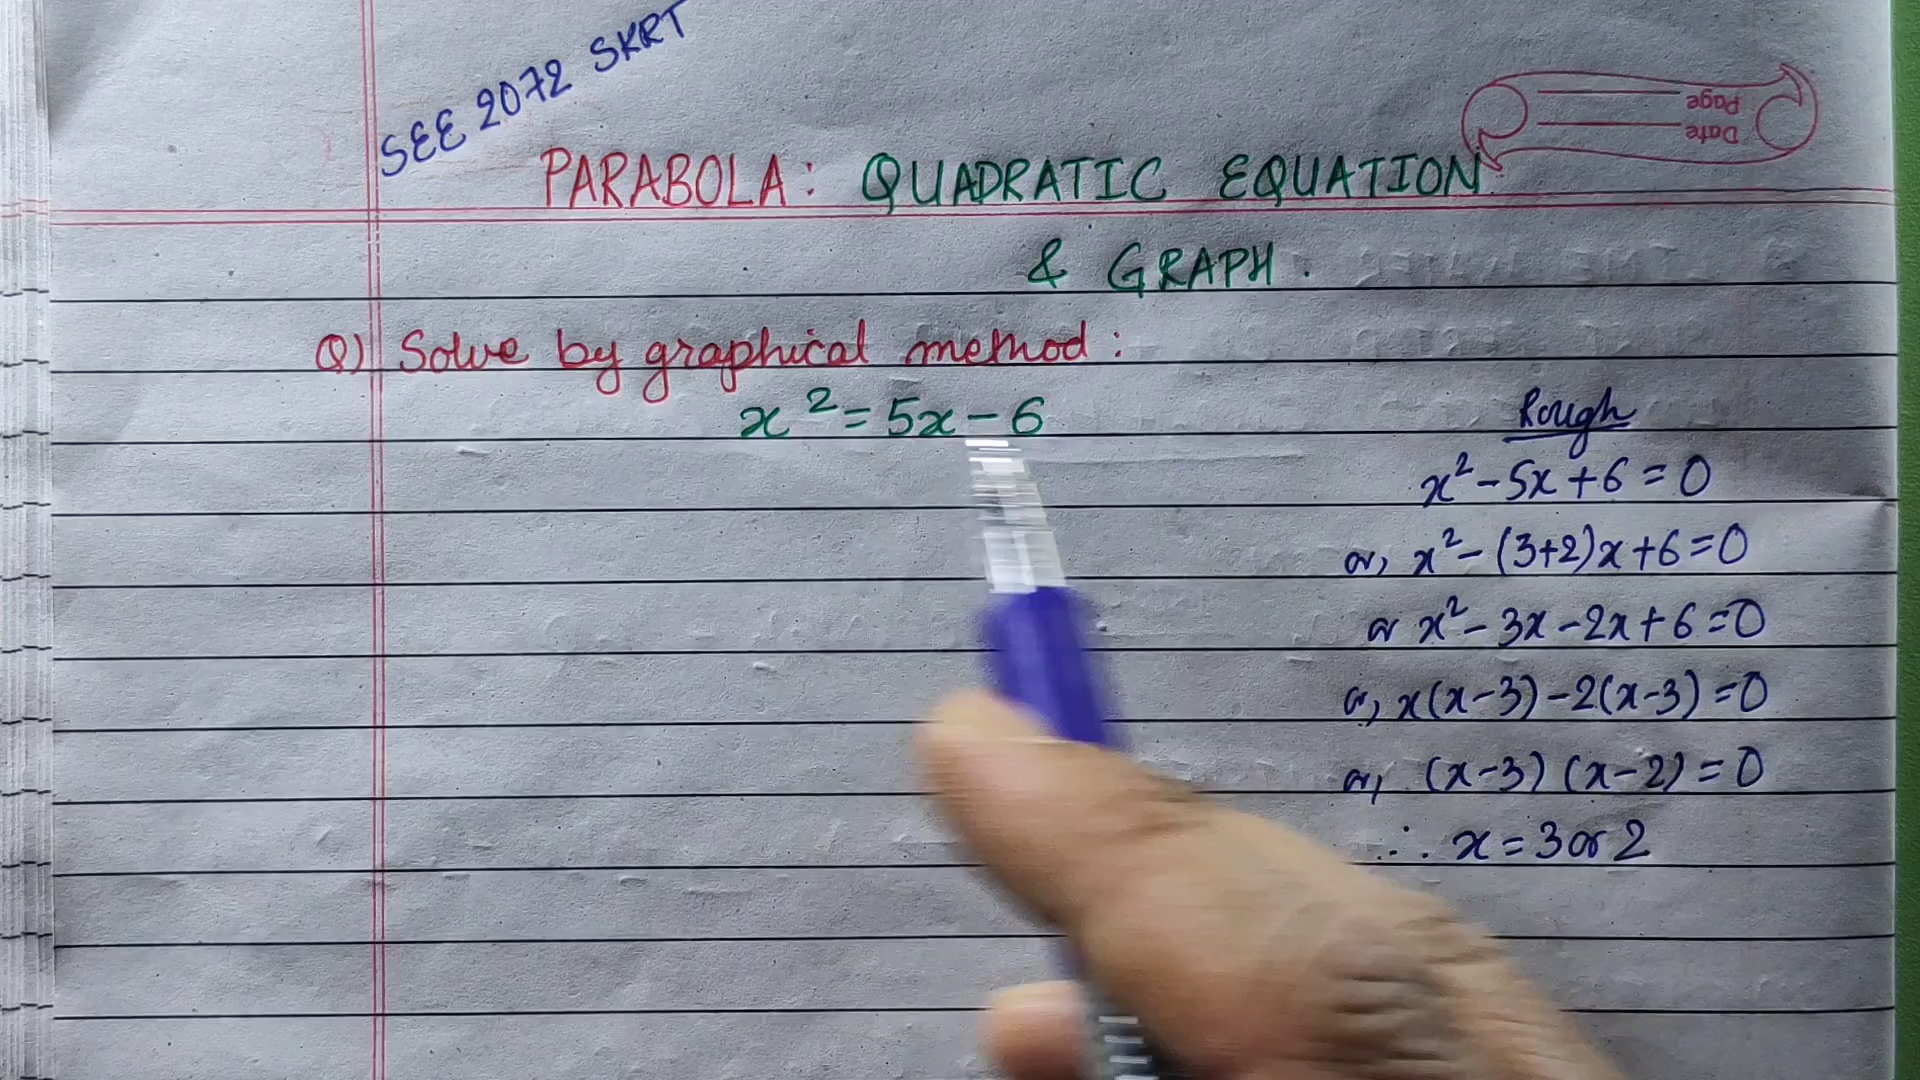 SEE 2072 SKRT
Page
Date
PARABOLA: QUADRATIC EQUATION
& GRAPH.
Q) Solve by graphical method:
x² = 5x - 6
Rough
x² - 5x + 6 = 0
or, x² - (3+2)x + 6 = 0
or x² - 3x - 2x + 6 = 0
or, x(x-3) - 2(x-3) = 0
or, (x-3) (x-2) = 0
∴ x = 3 or 2